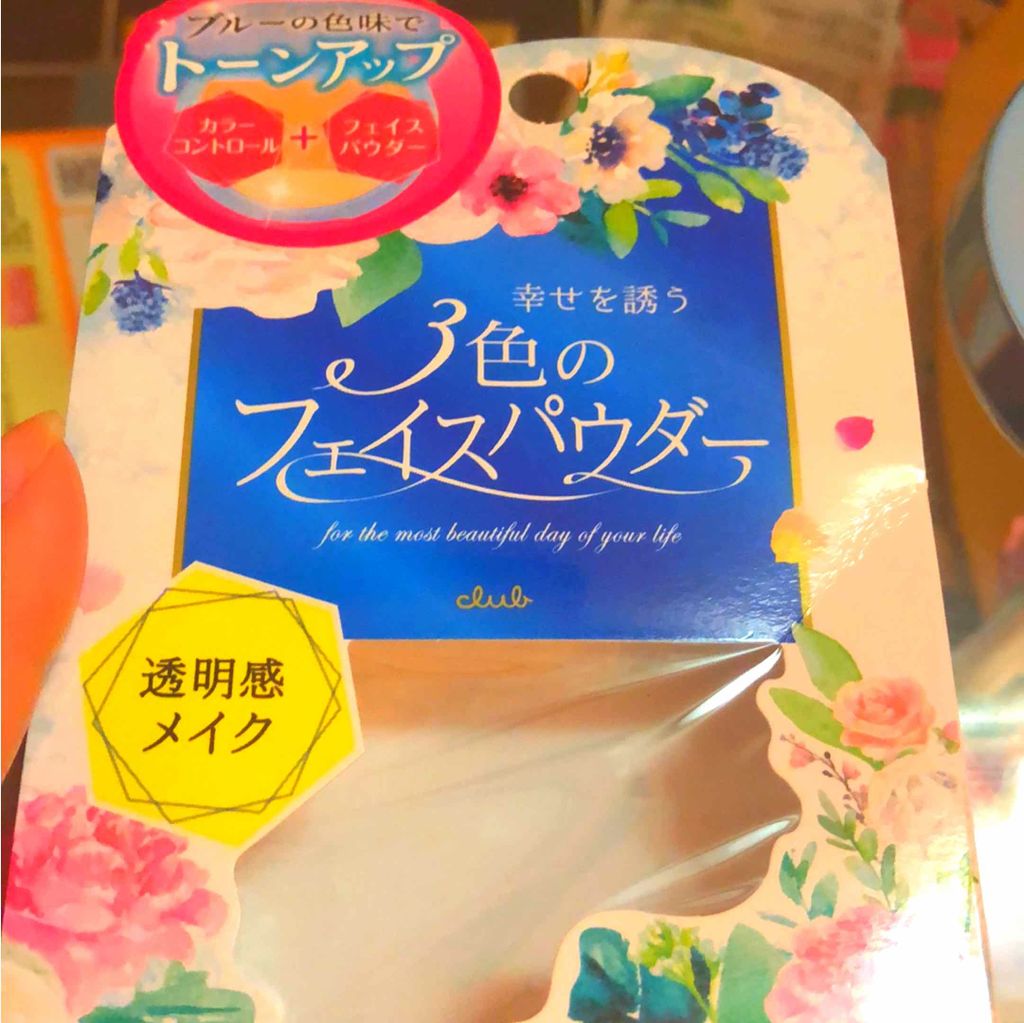 ブルーの色味で
トーンアップ
カラー
コントロール
+
フェイス
パウダー
幸せを誘う
3色の
フェイスパウダー
for the most beautiful day of your life
club
透明感
メイク